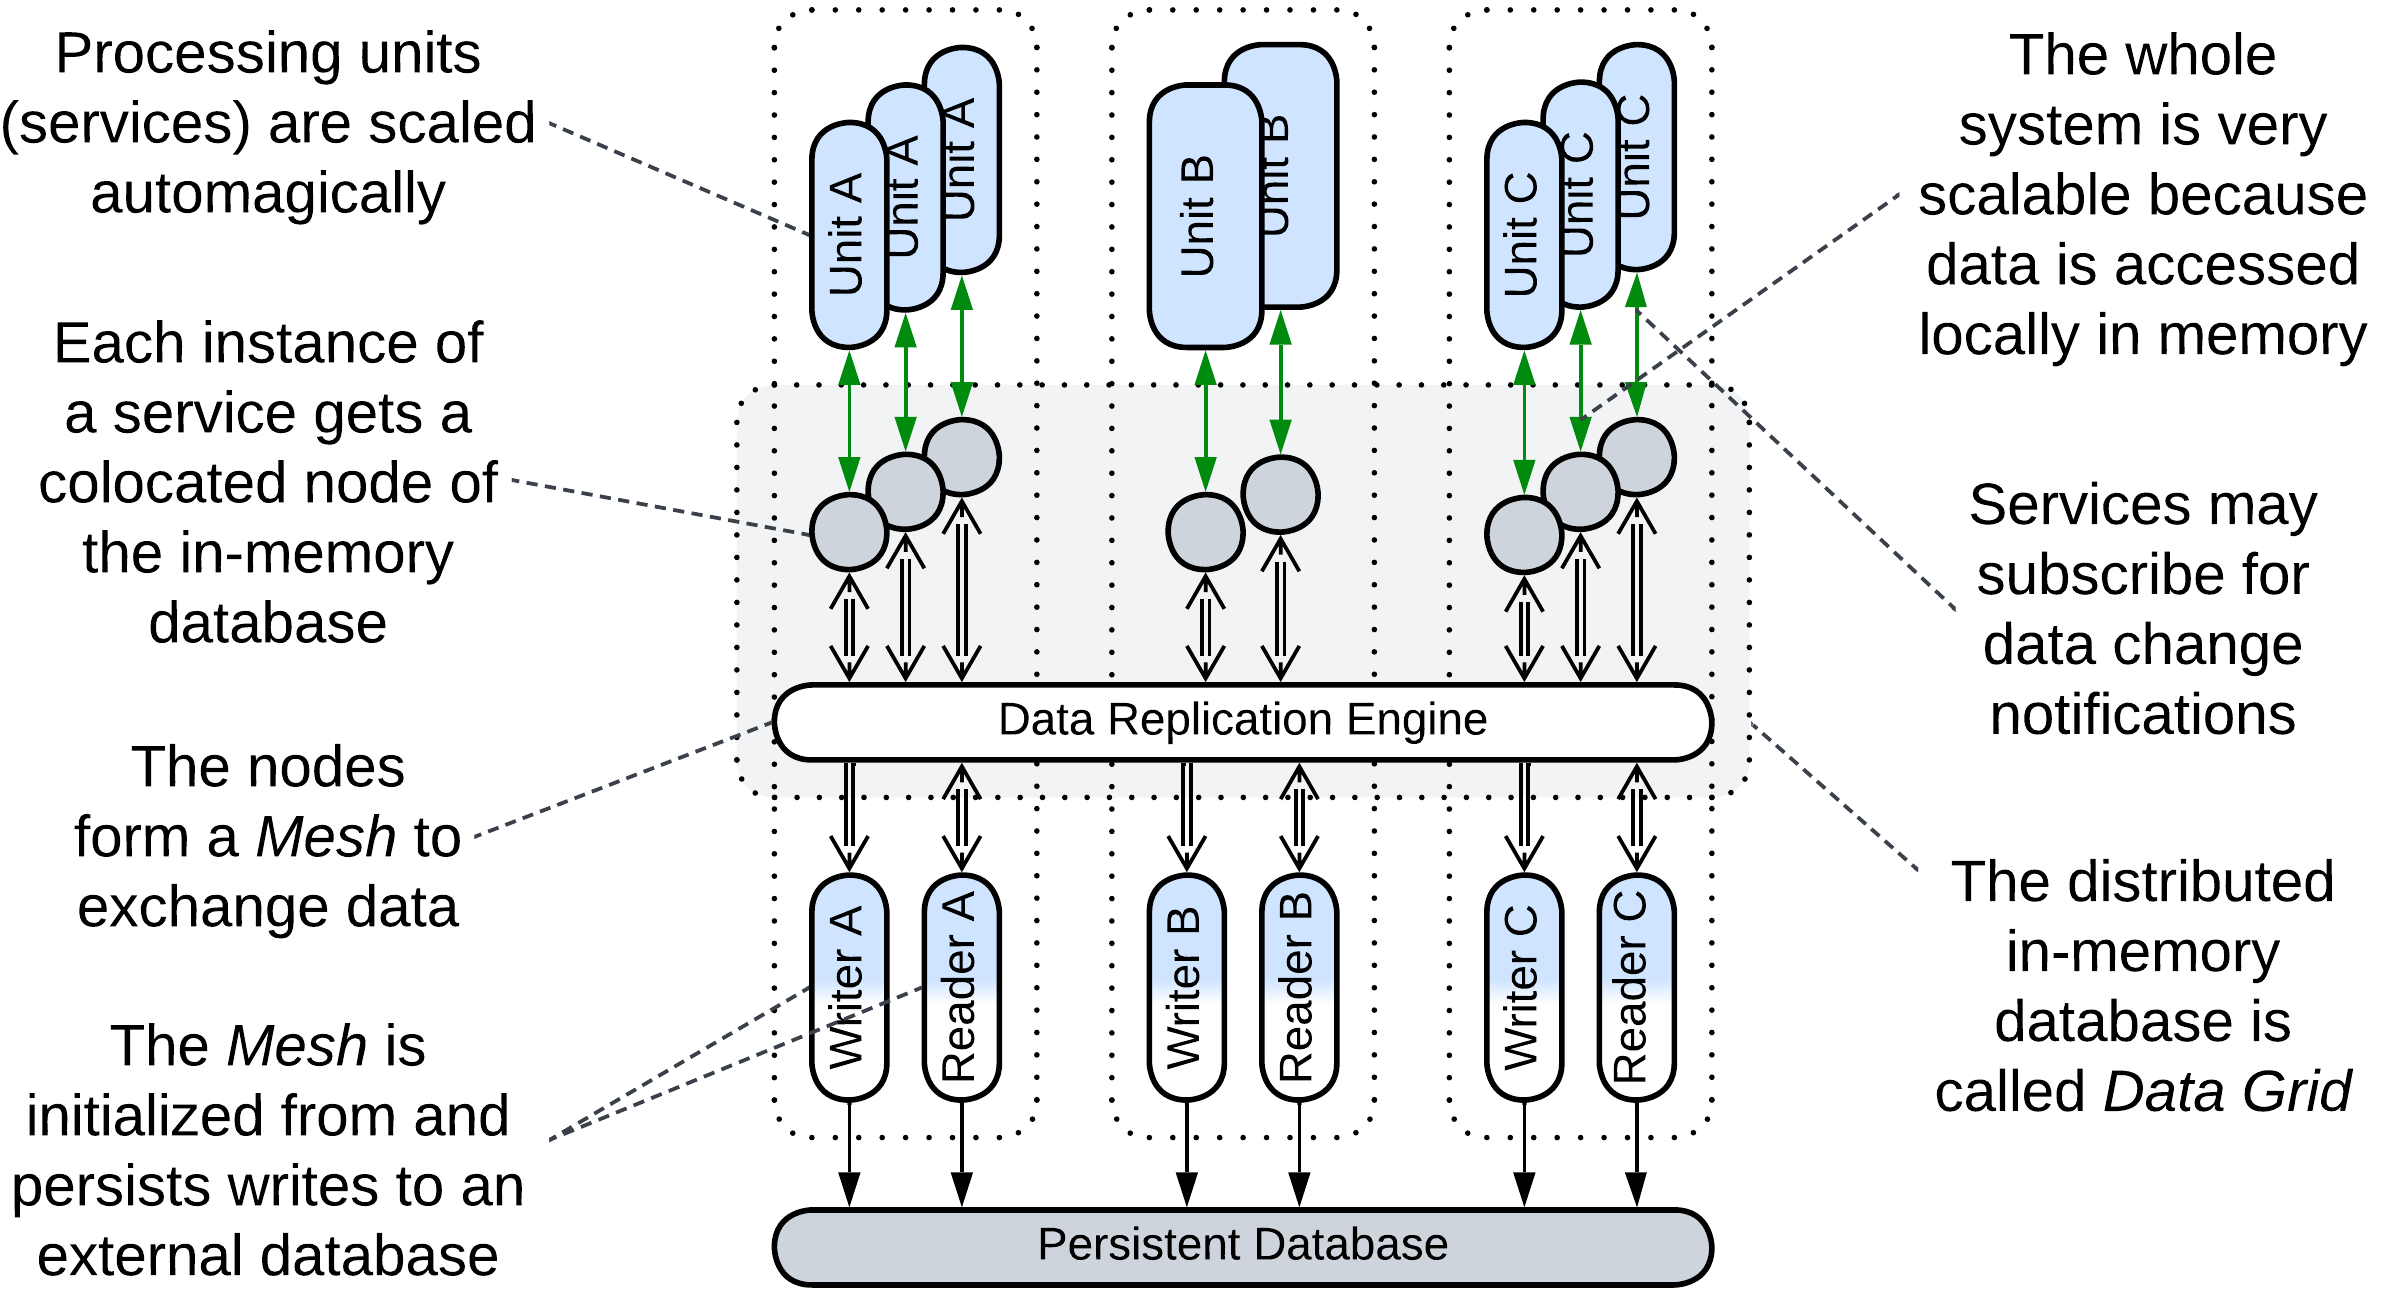 Processing units
(services) are scaled
automagically
Each instance of
a service gets a
colocated node of
the in-memory
database
The nodes
form a Mesh to
exchange data
The Mesh is
initialized from and
persists writes to an
external database
Unit A
Unit A
Unit A
Unit B
Unit B
Unit C
Unit C
Unit C
Data Replication Engine
Writer A
Reader A
Writer B
Reader B
Writer C
Reader C
Persistent Database
The whole
system is very
scalable because
data is accessed
locally in memory
Services may
subscribe for
data change
notifications
The distributed
in-memory
database is
called Data Grid